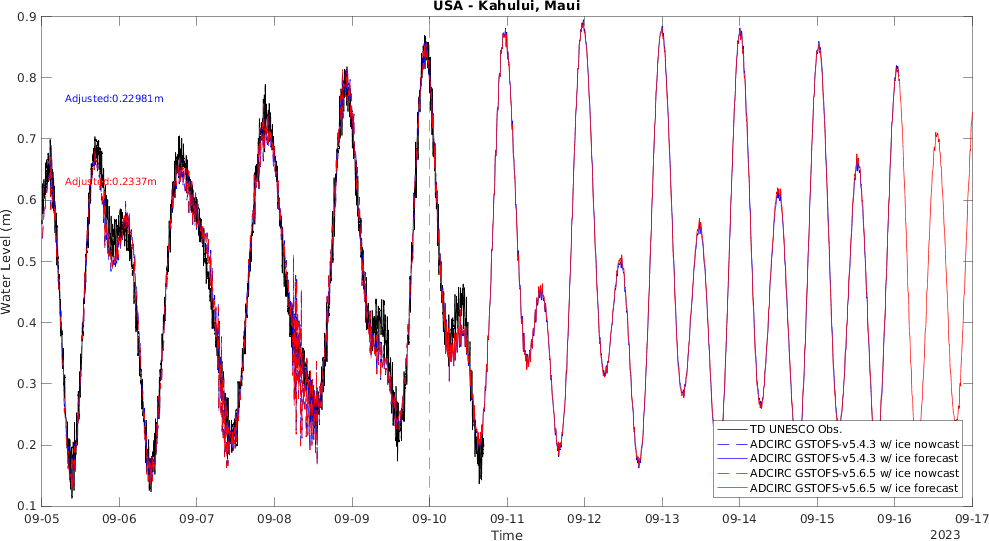 USA - Kahului, Maui
0.9
0.8
Adjusted:0.22981m
0.7
Adjusted:0.2337m
0.6
0.5
0.4
0.3
0.2
0.1
Water Level (m)
TD UNESCO Obs.
ADCIRC GSTOFS-v5.4.3 w/ ice nowcast
ADCIRC GSTOFS-v5.4.3 w/ ice forecast
ADCIRC GSTOFS-v5.6.5 w/ ice nowcast
ADCIRC GSTOFS-v5.6.5 w/ ice forecast
09-05 09-06 09-07 09-08 09-09 09-10 09-11 09-12 09-13 09-14 09-15 09-16 09-17
Time
2023